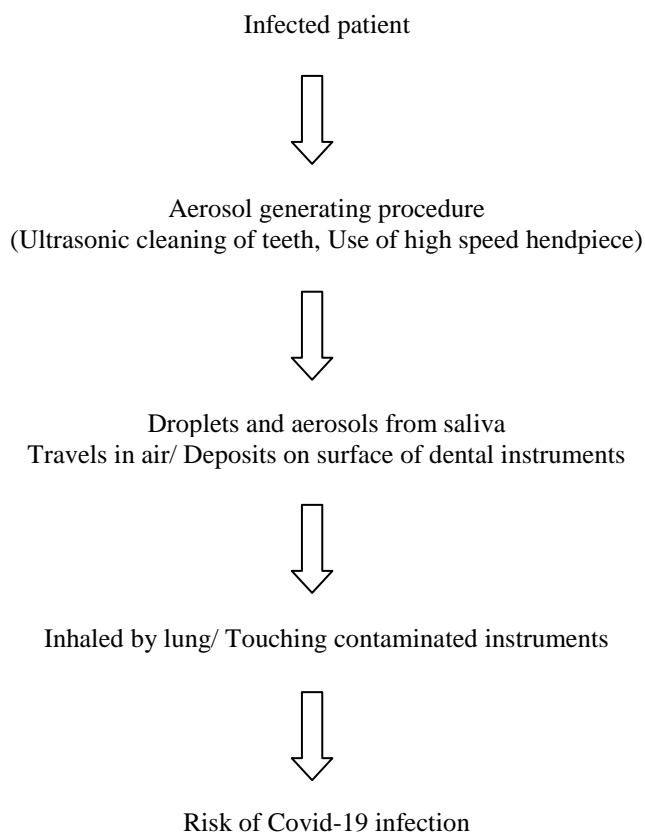 Infected patient
Aerosol generating procedure
(Ultrasonic cleaning of teeth, Use of high speed hendpiece)
Droplets and aerosols from saliva
Travels in air/ Deposits on surface of dental instruments
Inhaled by lung/ Touching contaminated instruments
Risk of Covid-19 infection